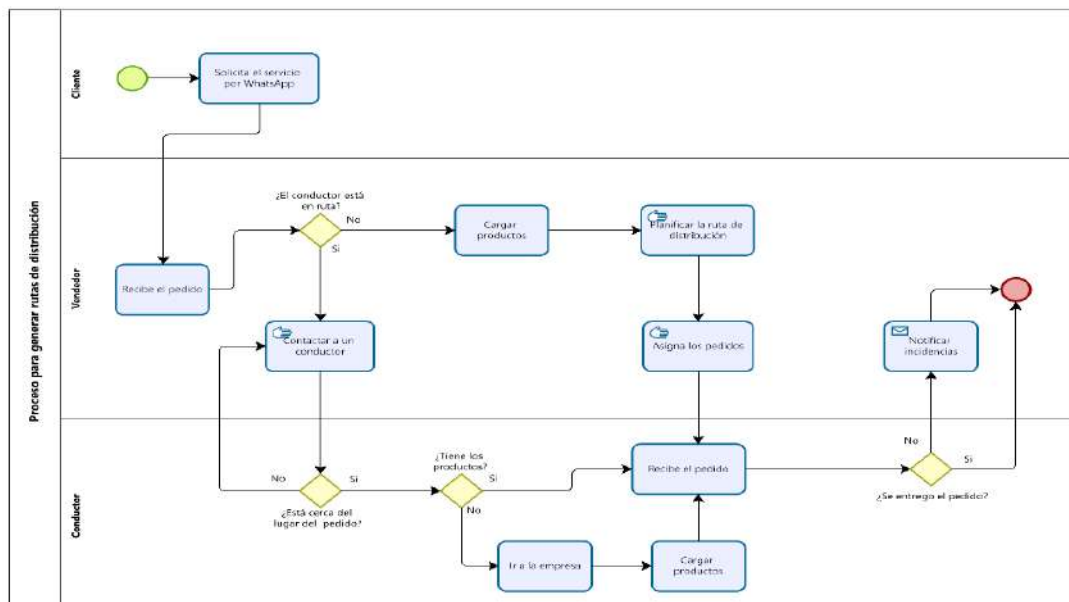 Proceso para generar rutas de distribución
Cliente
Solicita el servicio
por WhatsApp
Vendedor
¿El conductor está
en ruta?
No
Si
Recibe el pedido
Cargar
productos
Planificar la ruta de
distribución
Contactar a un
conductor
Asigna los pedidos
Notificar
incidencias
Conductor
No
Si
¿Está cerca del
lugar del pedido?
¿Tiene los
productos?
Si
No
Recibe el pedido
No
Si
¿Se entrego el pedido?
Ir a la empresa
Cargar
productos